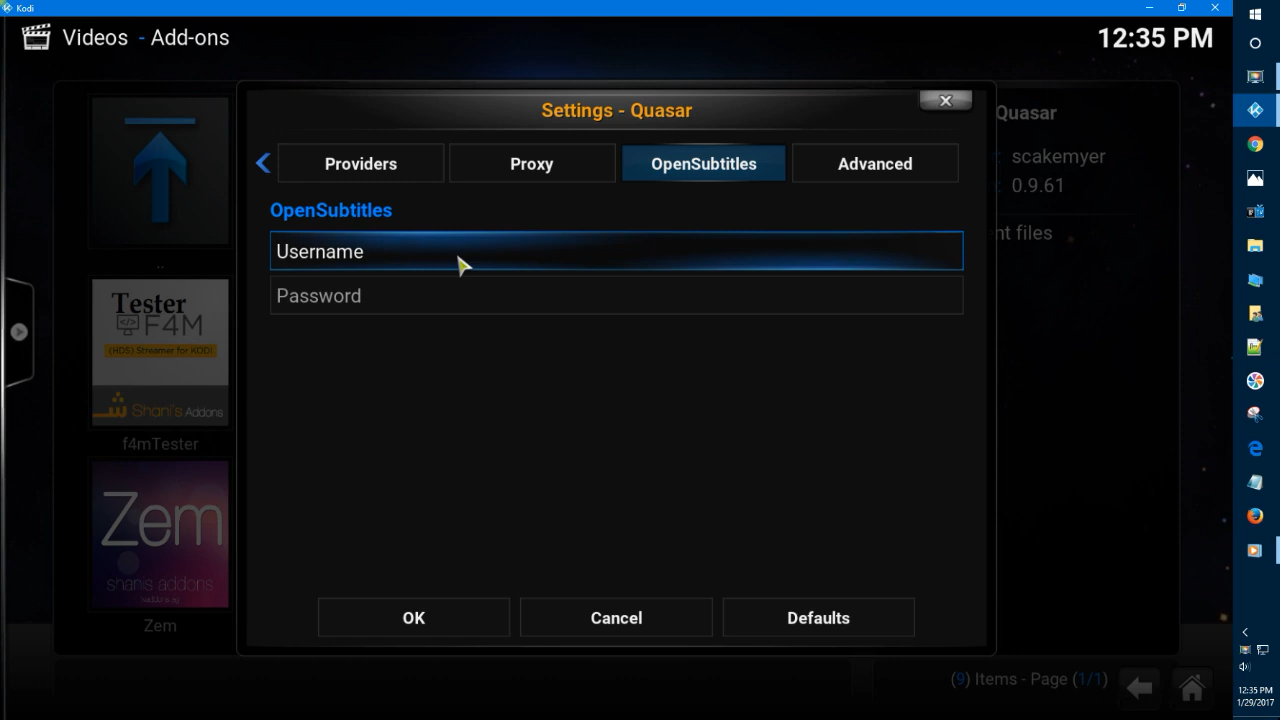 Kodi
Videos - Add-ons
12:35 PM
Settings - Quasar
Quasar
Providers
Proxy
OpenSubtitles
Advanced
: scakemyer
: 0.9.61
OpenSubtitles
nt files
Username
Password
..
Tester
</> F4M
(HDS) Streamer for KODI
شـ Shani's Addons
f4mTester
Zem
shanis addons
Zem
OK
Cancel
Defaults
(9) Items - Page (1/1)
12:35 PM
1/29/2017